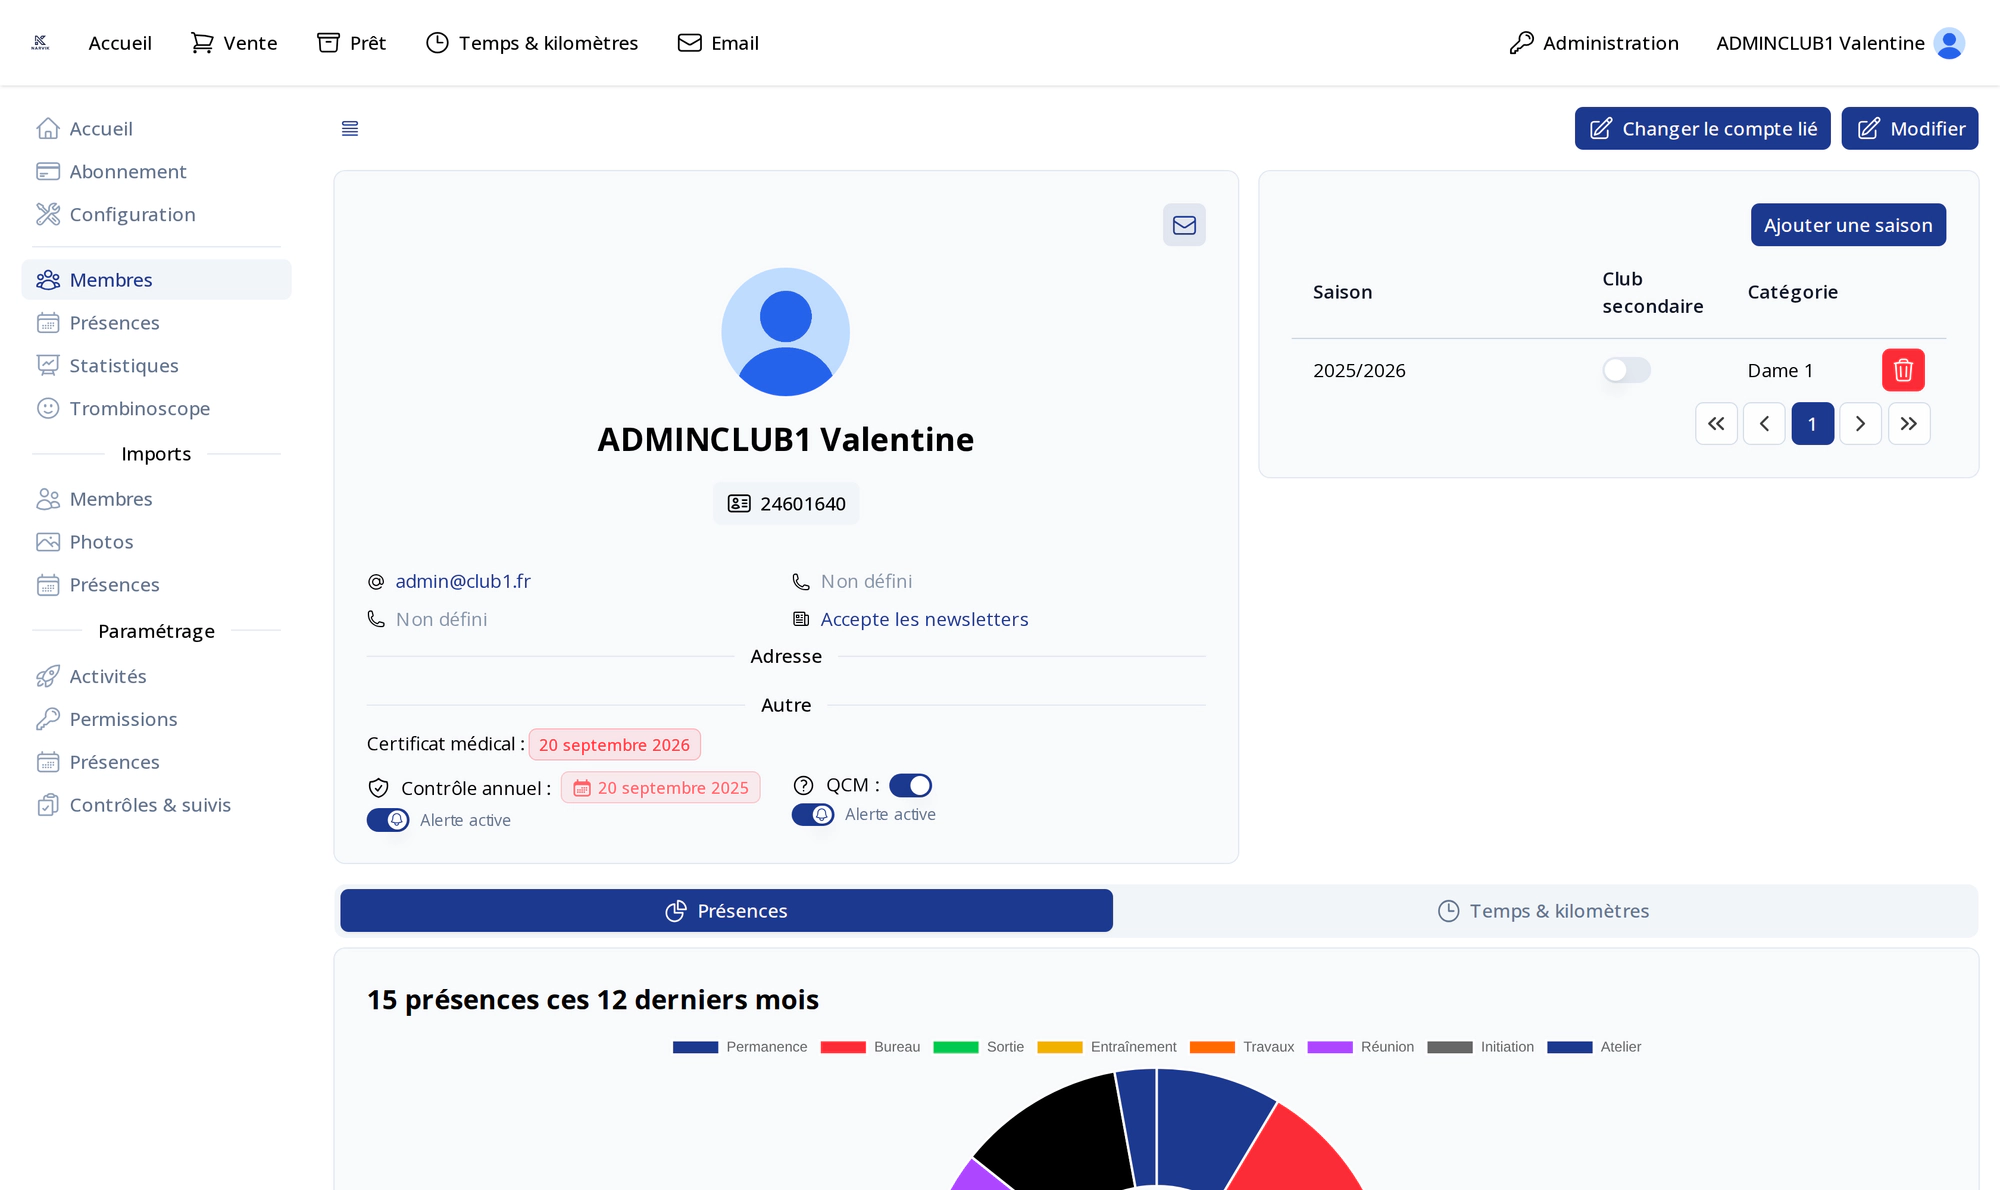 NARVIK
Accueil
Vente
Prêt
Temps & kilomètres
Email
Administration
ADMINCLUB1 Valentine
Accueil
Abonnement
Configuration
Membres
Présences
Statistiques
Trombinoscope
Imports
Membres
Photos
Présences
Paramétrage
Activités
Permissions
Présences
Contrôles & suivis
Changer le compte lié
Modifier
ADMINCLUB1 Valentine
24601640
admin@club1.fr
Non défini
Non défini
Accepte les newsletters
Adresse
Autre
Certificat médical : 20 septembre 2026
Contrôle annuel : 20 septembre 2025
Alerte active
QCM :
Alerte active
Ajouter une saison
Saison
Club
secondaire
Catégorie
2025/2026
Dame 1
1
Présences
Temps & kilomètres
15 présences ces 12 derniers mois
Permanence
Bureau
Sortie
Entraînement
Travaux
Réunion
Initiation
Atelier